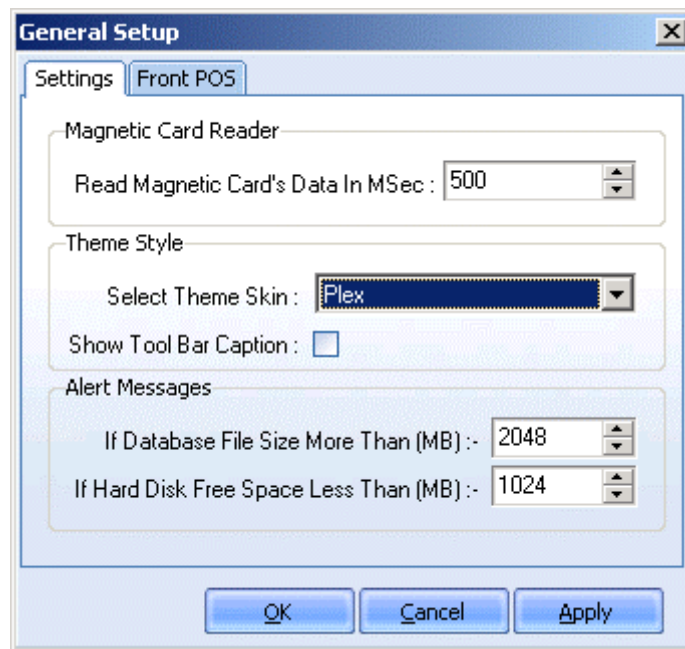 General Setup
Settings Front POS
Magnetic Card Reader
Read Magnetic Card's Data In MSec : 500
Theme Style
Select Theme Skin : Plex
Show Tool Bar Caption :
Alert Messages
If Database File Size More Than (MB) :- 2048
If Hard Disk Free Space Less Than (MB) :- 1024
OK Cancel Apply